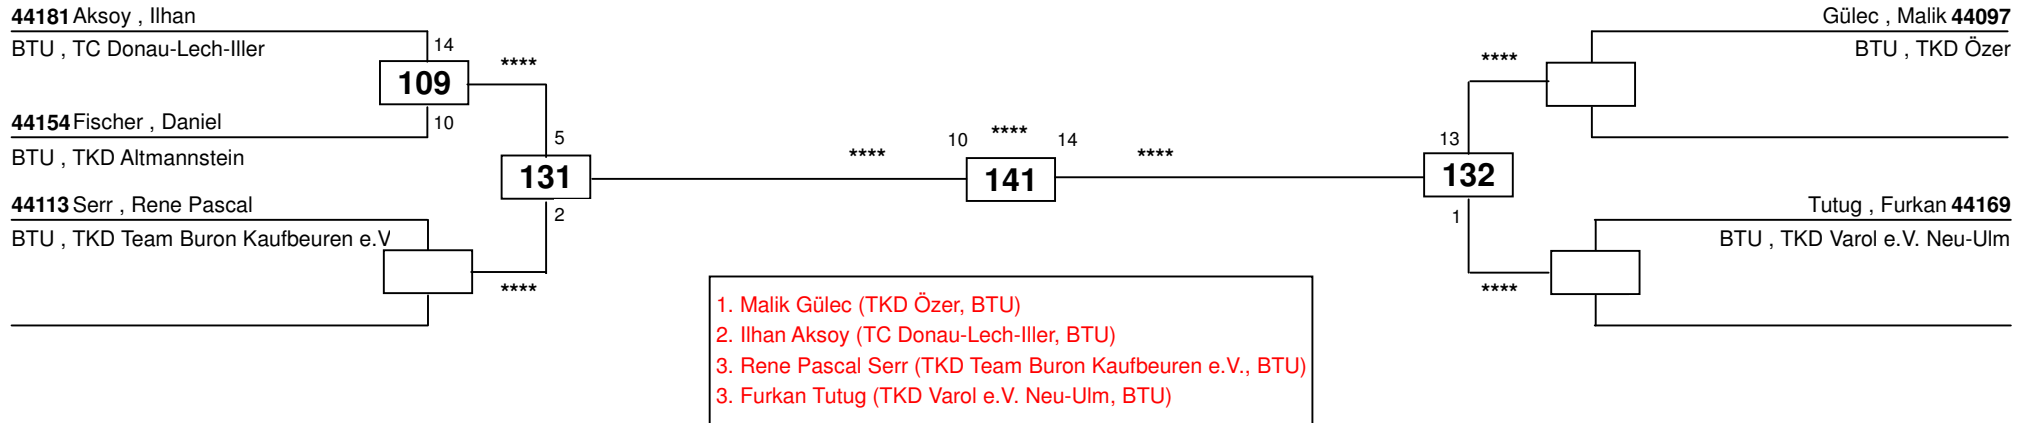 44181 Aksoy , Ilhan
BTU , TC Donau-Lech-Iller
14
109
****
44154 Fischer , Daniel
10
BTU , TKD Altmannstein
5
131
2
44113 Serr , Rene Pascal
BTU , TKD Team Buron Kaufbeuren e.V
****
****
10
****
14
141
****
Gülec , Malik 44097
BTU , TKD Özer
****
13
132
1
Tutug , Furkan 44169
BTU , TKD Varol e.V. Neu-Ulm
****
1. Malik Gülec (TKD Özer, BTU)
2. Ilhan Aksoy (TC Donau-Lech-Iller, BTU)
3. Rene Pascal Serr (TKD Team Buron Kaufbeuren e.V., BTU)
3. Furkan Tutug (TKD Varol e.V. Neu-Ulm, BTU)